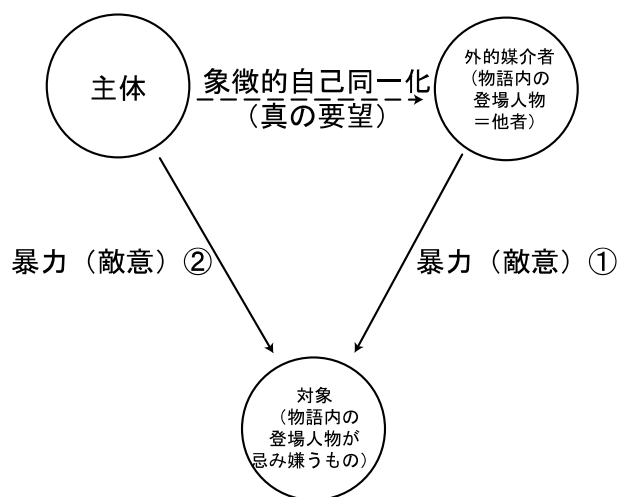 主体
象徴的自己同一化
(真の要望)
外的媒介者
(物語内の
登場人物
=他者)
暴力(敵意)②
暴力(敵意)①
対象
(物語内の
登場人物が
忌み嫌うもの)